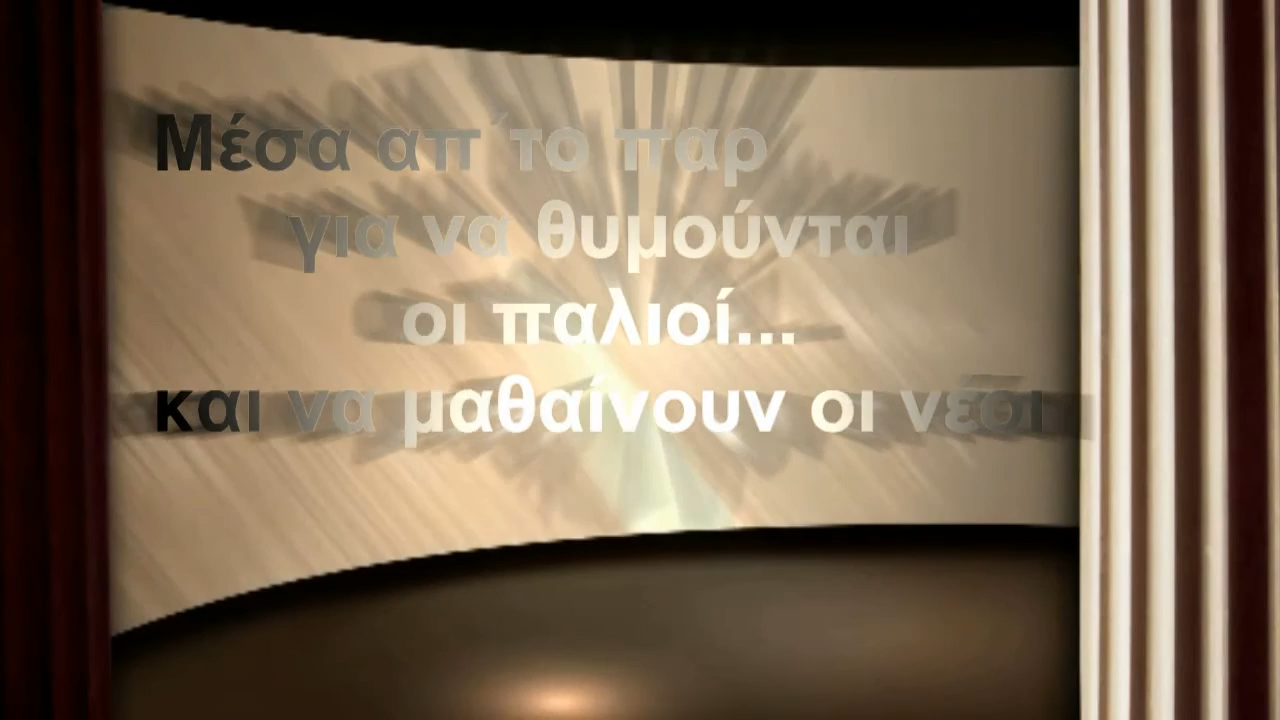 Μέσα απ΄το παρ
για να θυμούνται
οι παλιοί...
και να μαθαίνουν οι νέοι